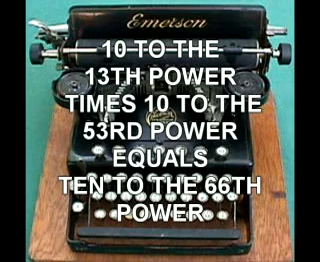 Emerson
10 TO THE
13TH POWER
TIMES 10 TO THE
53RD POWER
EQUALS
TEN TO THE 66TH
POWER